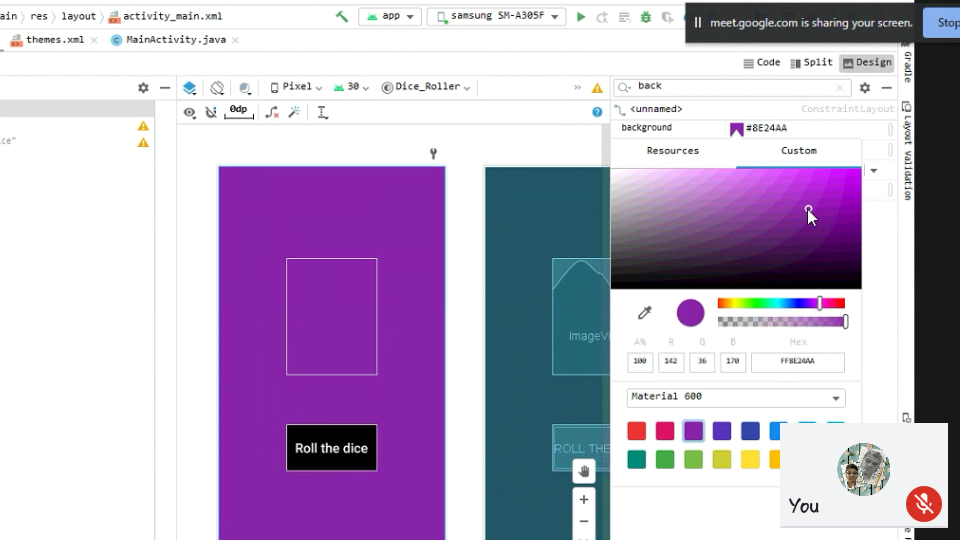 ain › res › layout › activity_main.xml
app
samsung SM-A305F
meet.google.com is sharing your screen.
Stop
themes.xml
MainActivity.java
Code
Split
Design
Pixel
30
Dice_Roller
back
0dp
<unnamed>
ConstraintLayout
ce"
background
#8E24AA
Resources
Custom
Gradle
Layout Validation
A%
R
G
B
Hex
100
142
36
170
FF8E24AA
Material 600
Roll the dice
ImageVi
ROLL THE
You